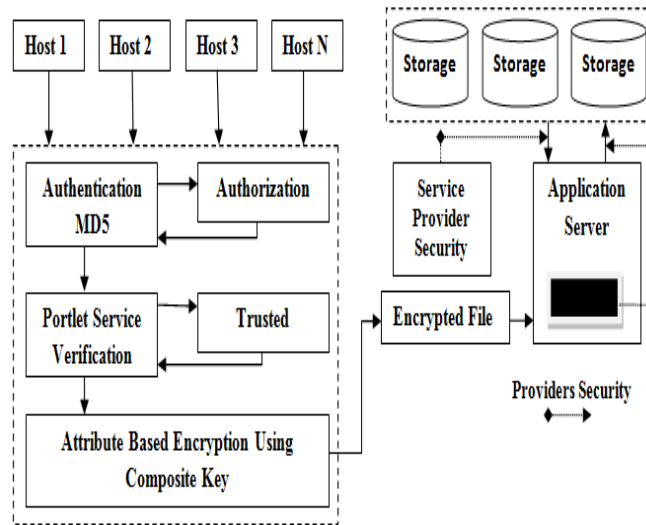 Host 1
Host 2
Host 3
Host N
Storage
Storage
Storage
Authentication
MD5
Authorization
Service
Provider
Security
Application
Server
Portlet Service
Verification
Trusted
Encrypted File
Providers Security
Attribute Based Encryption Using
Composite Key